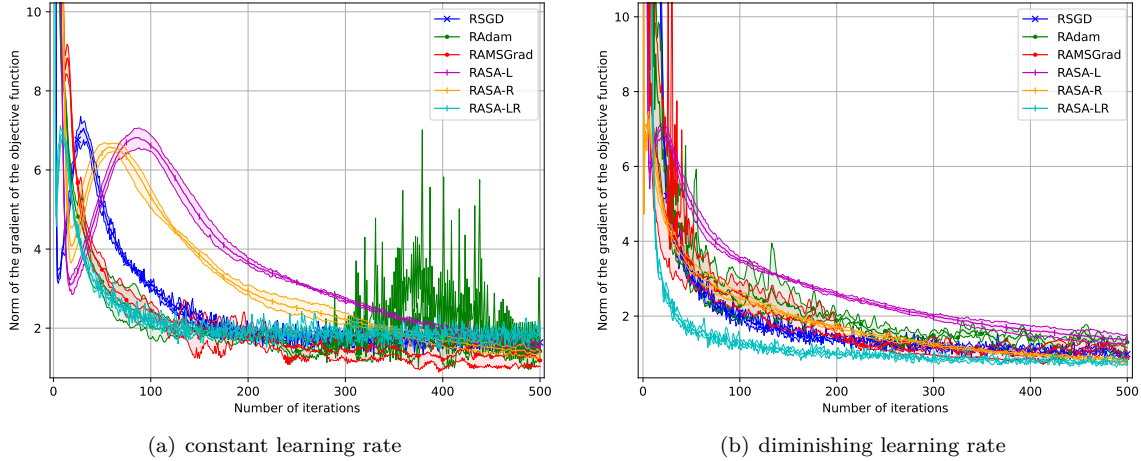 10
8
6
4
2
0
100
200
300
400
500
Number of iterations
Norm of the gradient of the objective function
RSGD
RAdam
RAMSGrad
RASA-L
RASA-R
RASA-LR
(a) constant learning rate
10
8
6
4
2
0
100
200
300
400
500
Number of iterations
Norm of the gradient of the objective function
RSGD
RAdam
RAMSGrad
RASA-L
RASA-R
RASA-LR
(b) diminishing learning rate